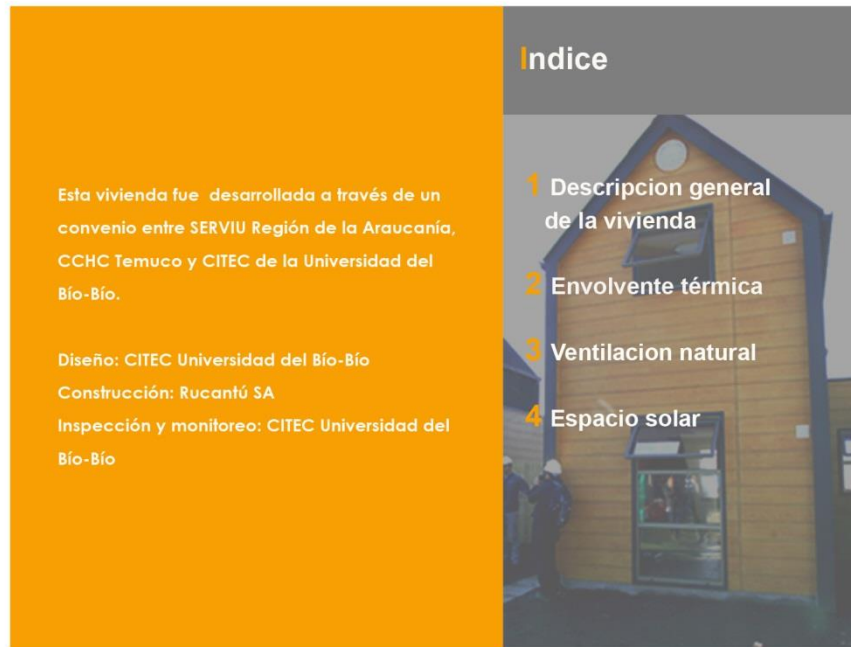 Esta vivienda fue desarrollada a través de un
convenio entre SERVIU Región de la Araucanía,
CCHC Temuco y CITEC de la Universidad del
Bío-Bío.
Diseño: CITEC Universidad del Bío-Bío
Construcción: Rucantú SA
Inspección y monitoreo: CITEC Universidad del
Bío-Bío
Indice
1 Descripcion general
de la vivienda
2 Envolvente térmica
3 Ventilacion natural
4 Espacio solar